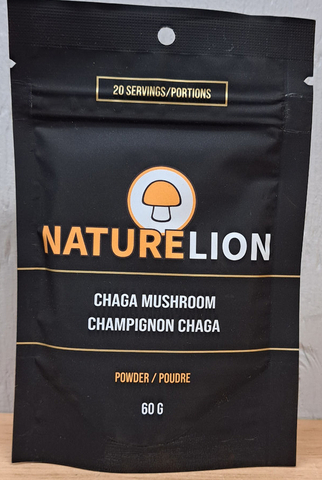 20 SERVINGS/PORTIONS
NATURELION
CHAGA MUSHROOM
CHAMPIGNON CHAGA
POWDER / POUDRE
60 G